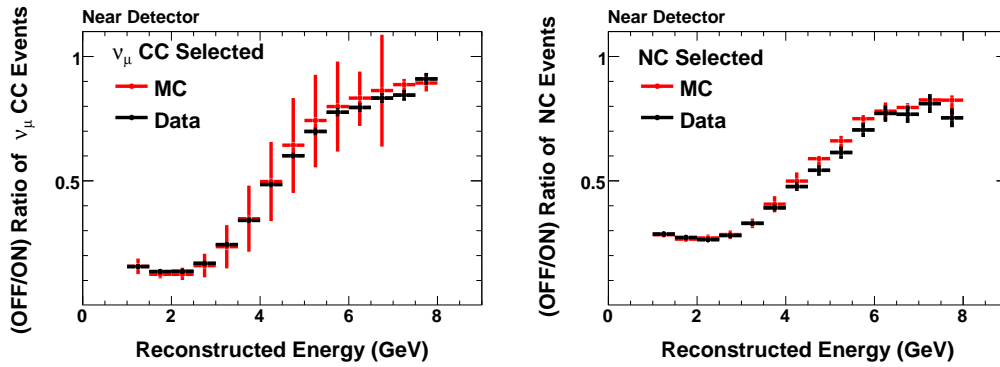 Near Detector
(OFF/ON) Ratio of νμ CC Events
νμ CC Selected
MC
Data
1
0.5
0 2 4 6 8
Reconstructed Energy (GeV)
Near Detector
(OFF/ON) Ratio of NC Events
NC Selected
MC
Data
1
0.5
0 2 4 6 8
Reconstructed Energy (GeV)